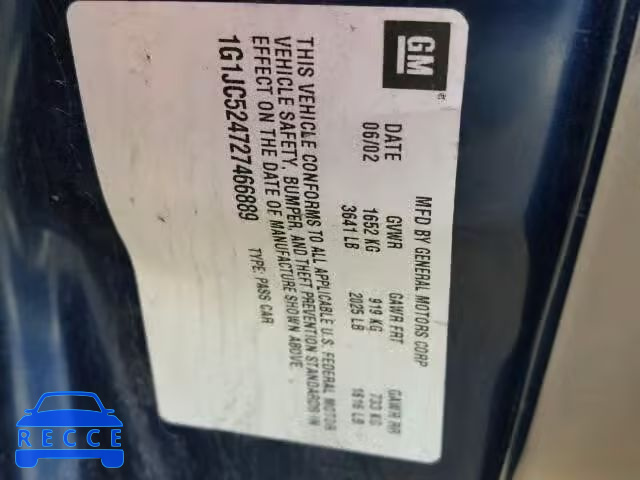 GM
MFD BY GENERAL MOTORS CORP
DATE GVWR GAWR FRT GAWR RR
06/02 1652 KG 919 KG 733 KG
3641 LB 2025 LB 1616 LB
THIS VEHICLE CONFORMS TO ALL APPLICABLE U.S. FEDERAL MOTOR
VEHICLE SAFETY, BUMPER, AND THEFT PREVENTION STANDARDS IN
EFFECT ON THE DATE OF MANUFACTURE SHOWN ABOVE.
1G1JC524727466889 TYPE: PASS CAR
RECCE